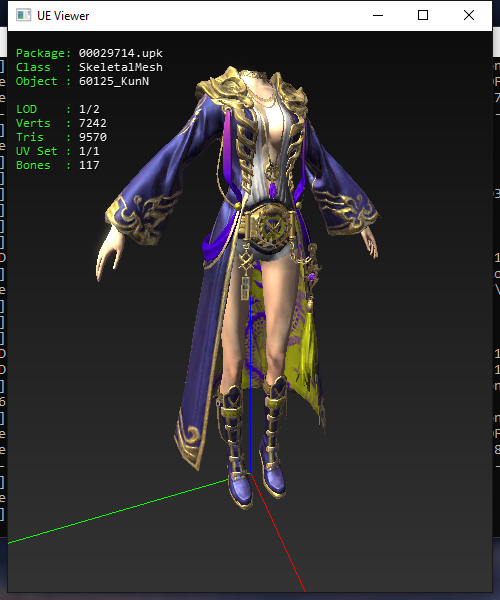 UE Viewer
Package: 00029714.upk
Class : SkeletalMesh
Object : 60125_KunN
LOD : 1/2
Verts : 7242
Tris : 9570
UV Set : 1/1
Bones : 117